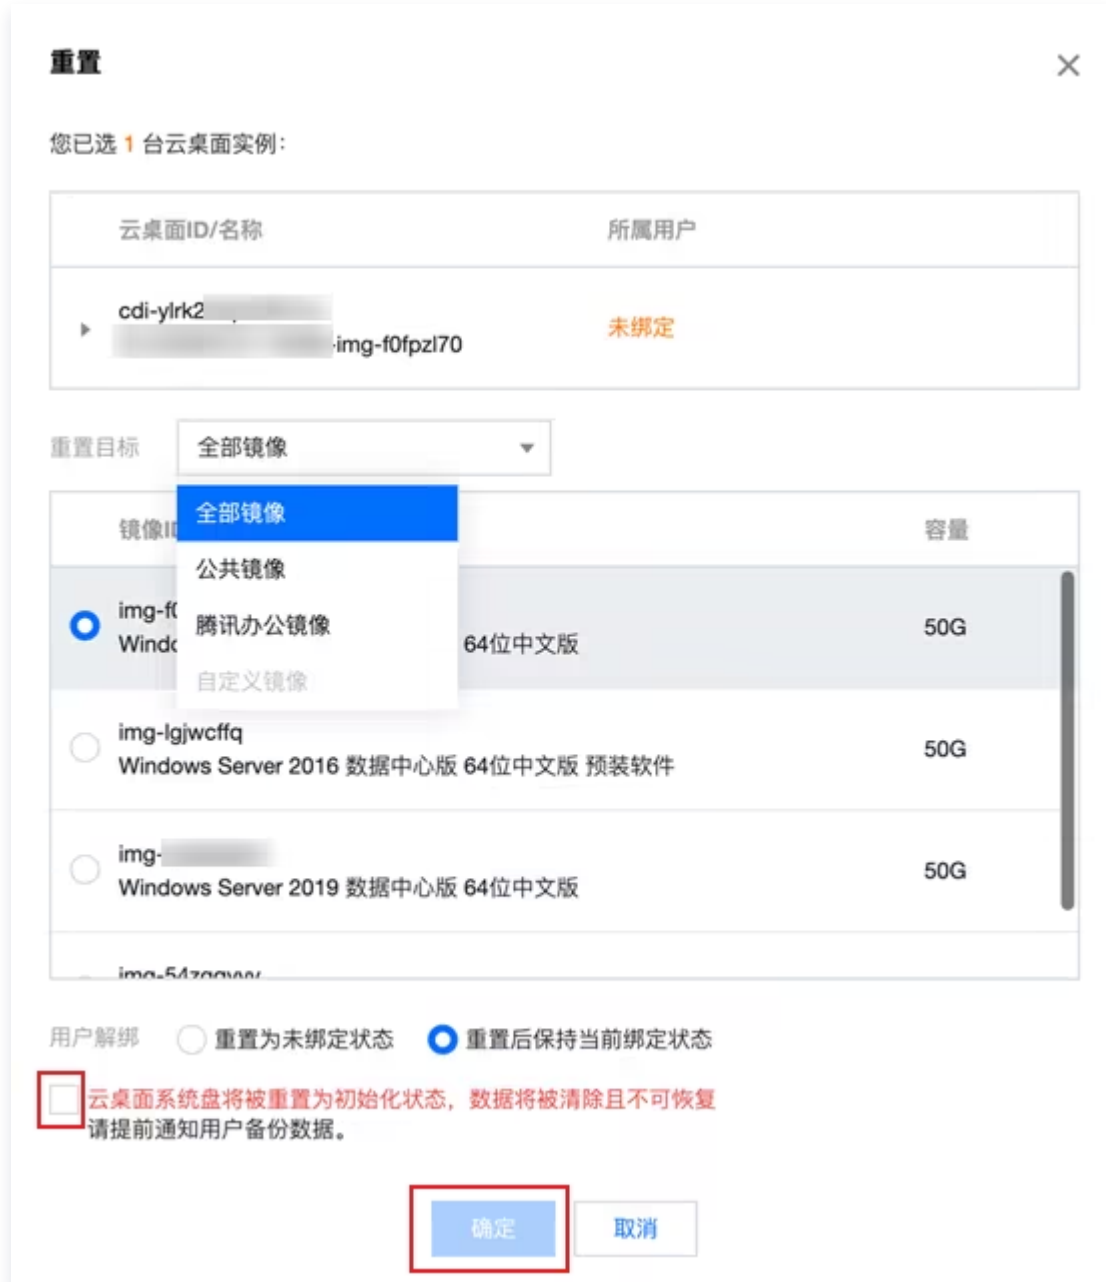 重置
您已选 1 台云桌面实例:
云桌面ID/名称 所属用户
cdi-ylrk2
-img-f0fpzl70
未绑定
重置目标 全部镜像
全部镜像
公共镜像
腾讯办公镜像
自定义镜像
镜像ID 容量
img-f0
Windo 64位中文版
50G
img-lgjwcffq
Windows Server 2016 数据中心版 64位中文版 预装软件
50G
img-
Windows Server 2019 数据中心版 64位中文版
50G
用户解绑 重置为未绑定状态 重置后保持当前绑定状态
云桌面系统盘将被重置为初始化状态，数据将被清除且不可恢复
请提前通知用户备份数据。
确定 取消